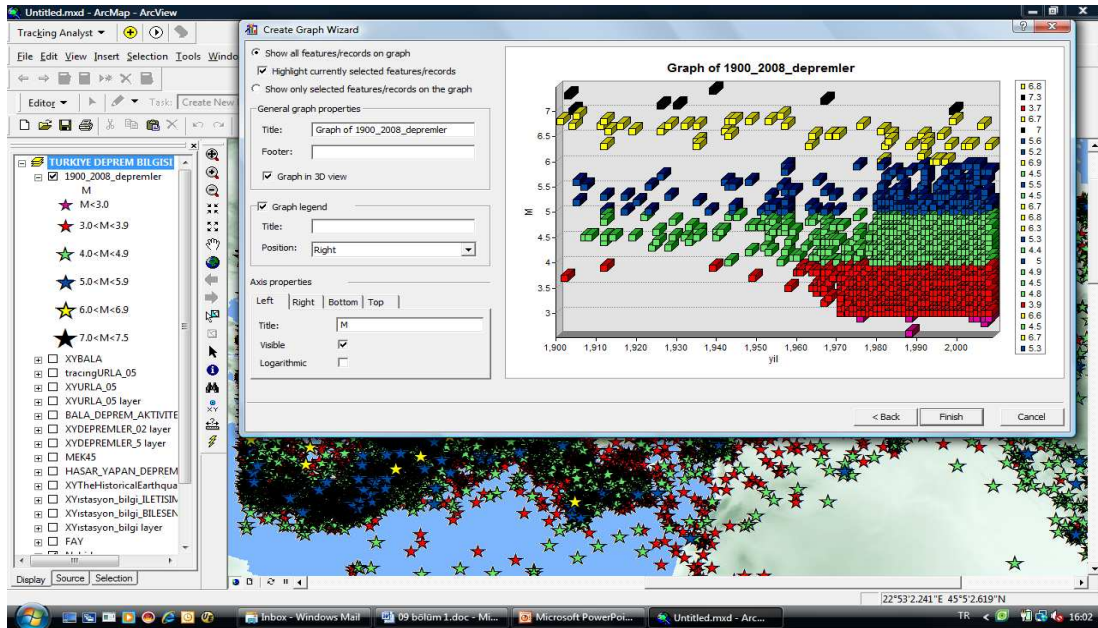 Untitled.mxd - ArcMap - ArcView
Tracking Analyst
File Edit View Insert Selection Tools Windo
Editor Task: Create New
TURKIYE DEPREM BILGISI
1900_2008_depremler
M
M<3.0
3.0<M<3.9
4.0<M<4.9
5.0<M<5.9
6.0<M<6.9
7.0<M<7.5
XYBALA
tracingURLA_05
XYURLA_05
XYURLA_05 layer
BALA_DEPREM_AKTIVITE
XYDEPREMLER_02 layer
XYDEPREMLER_5 layer
MEK45
HASAR_YAPAN_DEPREM
XYTheHistoricalEarthqua
XYistasyon_bilgi_ILETISIM
XYistasyon_bilgi_BILESEN
XYistasyon_bilgi layer
FAY
Display Source Selection
Create Graph Wizard
Show all features/records on graph
Highlight currently selected features/records
Show only selected features/records on the graph
General graph properties
Title: Graph of 1900_2008_depremler
Footer:
Graph in 3D view
Graph legend
Title:
Position: Right
Axis properties
Left Right Bottom Top
Title: M
Visible
Logarithmic
Graph of 1900_2008_depremler
7
6.5
6
5.5
5
4.5
4
3.5
3
M
1,900 1,910 1,920 1,930 1,940 1,950 1,960 1,970 1,980 1,990 2,000
yil
6.8
7.3
3.7
6.7
7
5.6
5.2
6.9
4.5
5.5
4.5
6.7
6.8
6.3
5.3
4.4
5
4.9
4.5
4.8
3.9
6.6
4.5
6.7
5.3
< Back Finish Cancel
22°53'2.241"E 45°5'2.619"N
Inbox - Windows Mail 09 bölüm 1.doc - Mi... Microsoft PowerPoi... Untitled.mxd - Arc... TR 16:02